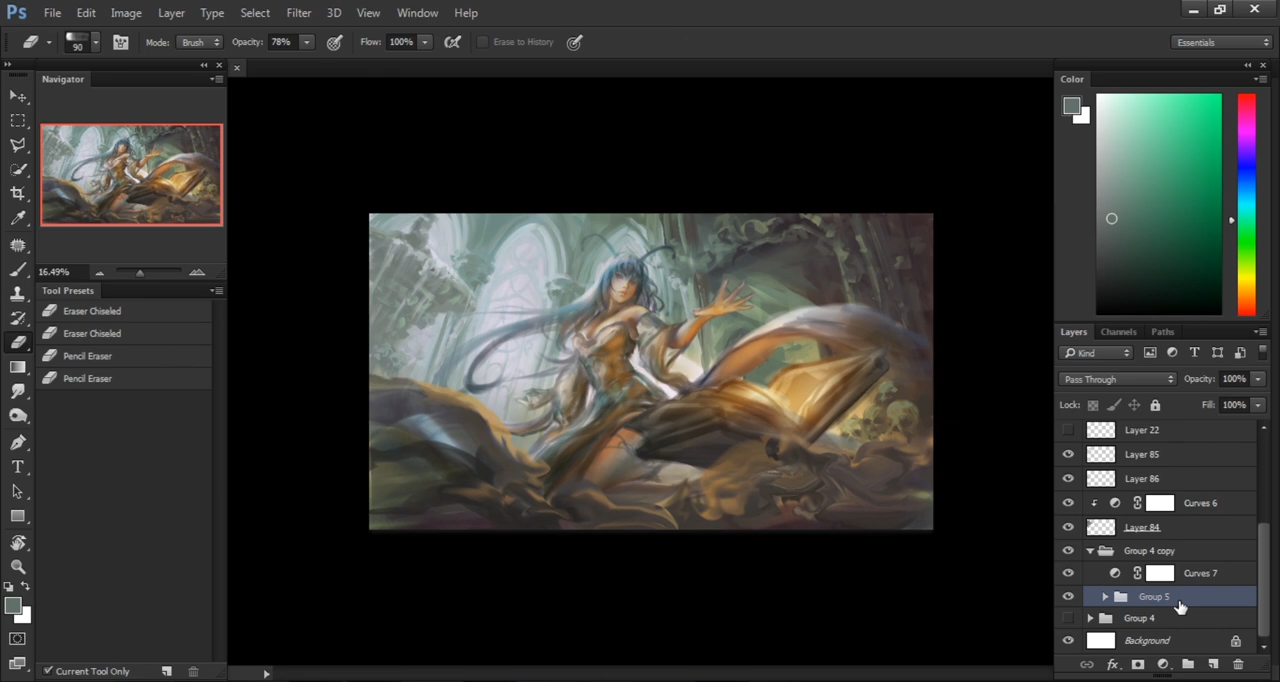 Ps File Edit Image Layer Type Select Filter 3D View Window Help
90 Mode: Brush Opacity: 78% Flow: 100% Erase to History Essentials
Navigator
16.49%
Tool Presets
Eraser Chiseled
Eraser Chiseled
Pencil Eraser
Pencil Eraser
Current Tool Only
Color
Layers Channels Paths
Kind
Pass Through Opacity: 100%
Lock: Fill: 100%
Layer 22
Layer 85
Layer 86
Curves 6
Layer 84
Group 4 copy
Curves 7
Group 5
Group 4
Background